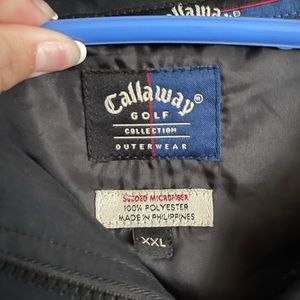 Callaway®
GOLF
COLLECTION
OUTERWEAR
SUEDED MICROFIBER
100% POLYESTER
MADE IN PHILIPPINES
XXL